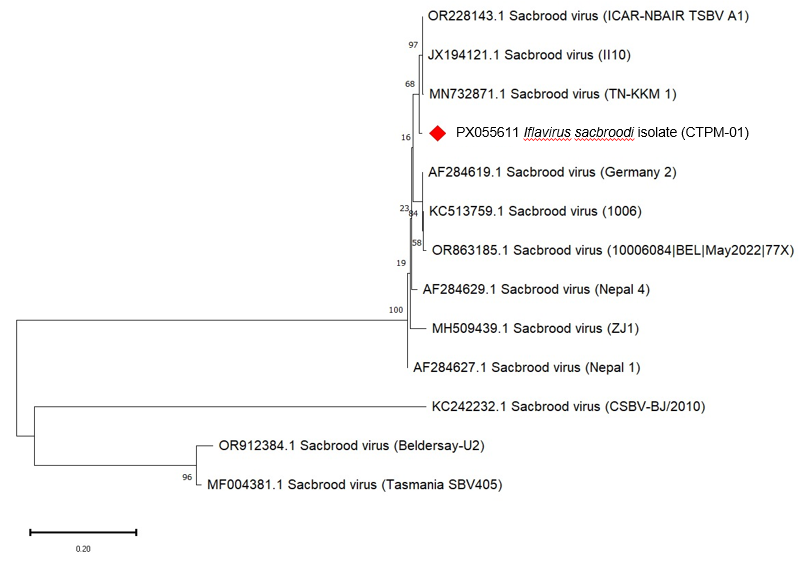 OR228143.1 Sacbrood virus (ICAR-NBAIR TSBV A1)
97
JX194121.1 Sacbrood virus (II10)
68
MN732871.1 Sacbrood virus (TN-KKM 1)
PX055611 Iflavirus sacbroodi isolate (CTPM-01)
16
AF284619.1 Sacbrood virus (Germany 2)
23
KC513759.1 Sacbrood virus (1006)
84
58
OR863185.1 Sacbrood virus (10006084|BEL|May2022|77X)
19
AF284629.1 Sacbrood virus (Nepal 4)
100
MH509439.1 Sacbrood virus (ZJ1)
AF284627.1 Sacbrood virus (Nepal 1)
KC242232.1 Sacbrood virus (CSBV-BJ/2010)
OR912384.1 Sacbrood virus (Beldersay-U2)
96
MF004381.1 Sacbrood virus (Tasmania SBV405)
0.20